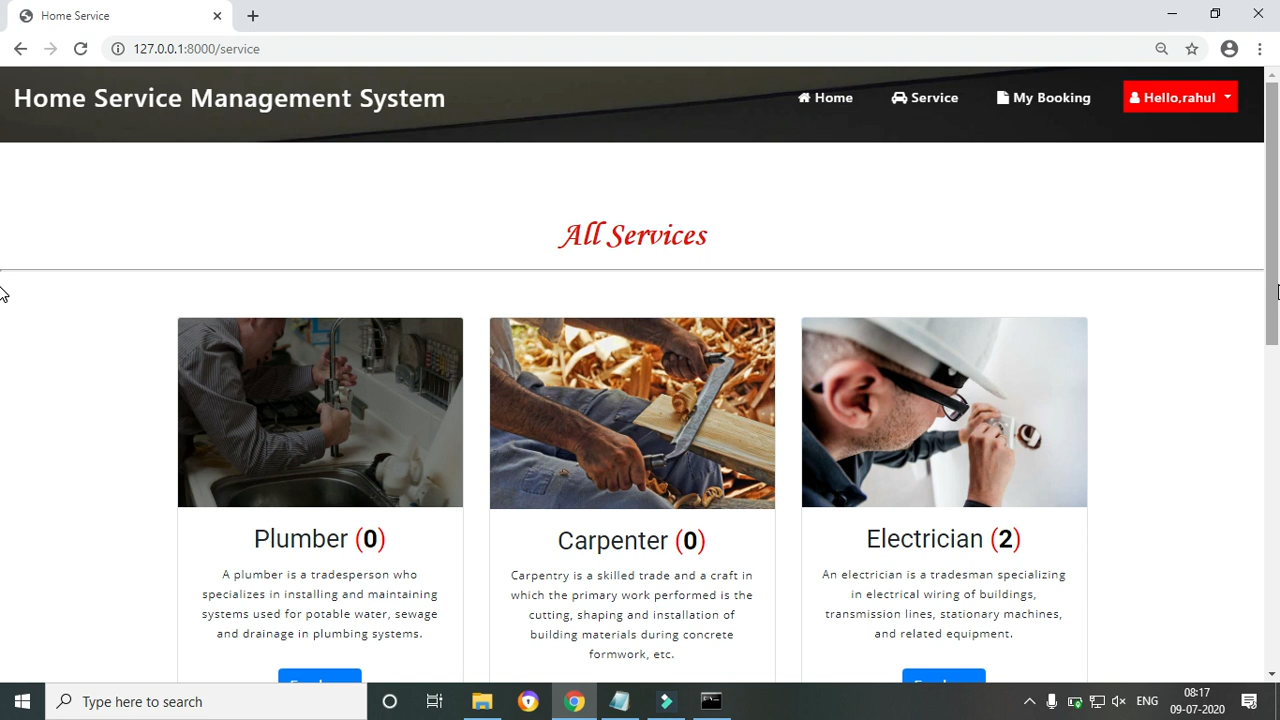 Home Service
127.0.0.1:8000/service
Home Service Management System
Home
Service
My Booking
Hello,rahul
All Services
Plumber (0)
A plumber is a tradesperson who
specializes in installing and maintaining
systems used for potable water, sewage
and drainage in plumbing systems.
Carpenter (0)
Carpentry is a skilled trade and a craft in
which the primary work performed is the
cutting, shaping and installation of
building materials during concrete
formwork, etc.
Electrician (2)
An electrician is a tradesman specializing
in electrical wiring of buildings,
transmission lines, stationary machines,
and related equipment.
Type here to search
ENG
08:17
09-07-2020